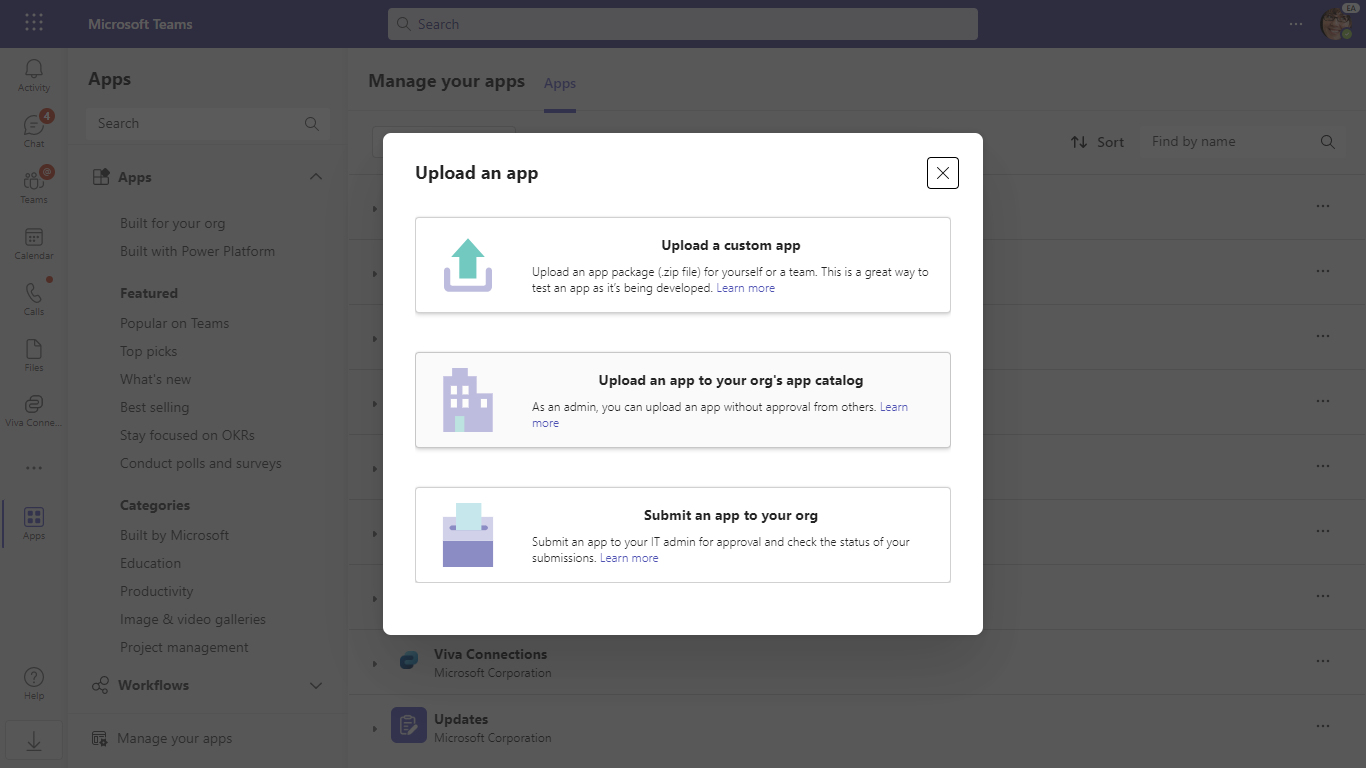 Microsoft Teams
Search
EA
Activity
4
Chat
@
Teams
Calendar
Calls
Files
Viva Conne...
Apps
Help
Apps
Search
Apps
Built for your org
Built with Power Platform
Featured
Popular on Teams
Top picks
What's new
Best selling
Stay focused on OKRs
Conduct polls and surveys
Categories
Built by Microsoft
Education
Productivity
Image & video galleries
Project management
Workflows
Manage your apps
Manage your apps
Apps
Sort
Find by name
Upload an app
Upload a custom app
Upload an app package (.zip file) for yourself or a team. This is a great way to
test an app as it's being developed. Learn more
Upload an app to your org's app catalog
As an admin, you can upload an app without approval from others. Learn
more
Submit an app to your org
Submit an app to your IT admin for approval and check the status of your
submissions. Learn more
Viva Connections
Microsoft Corporation
Updates
Microsoft Corporation